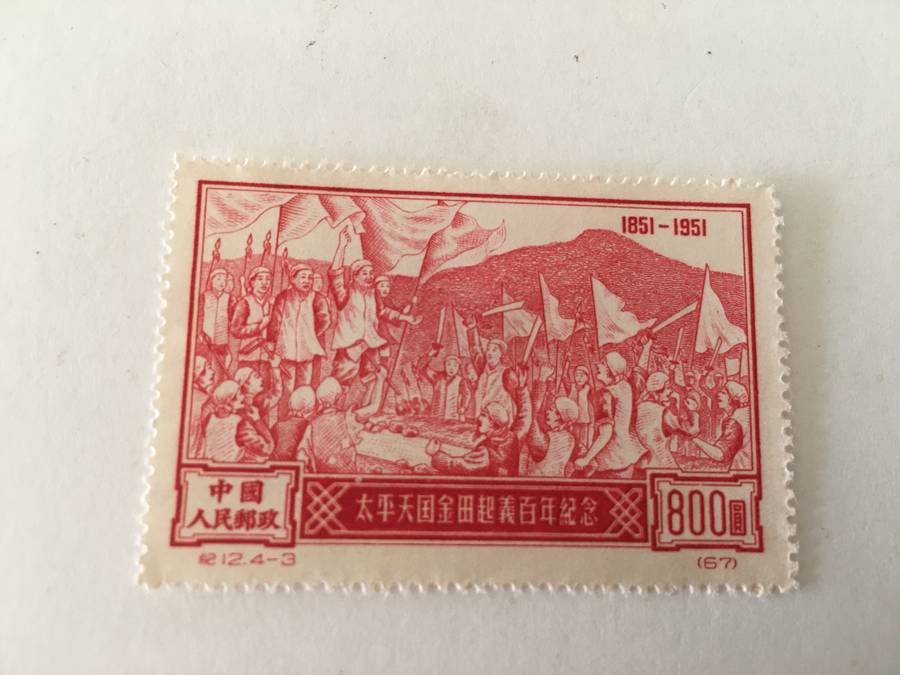 1851-1951
中國
人民郵政
太平天国金田起義百年紀念
800圓
紀12.4-3
(67)